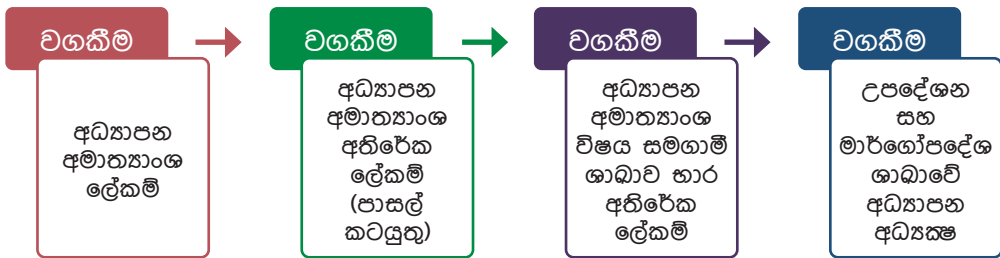 වගකීම
අධ්‍යාපන
අමාත්‍යාංශ
ලේකම්
වගකීම
අධ්‍යාපන
අමාත්‍යාංශ
අතිරේක
ලේකම්
(පාසල්
කටයුතු)
වගකීම
අධ්‍යාපන
අමාත්‍යාංශ
විෂය සමගාමී
ශාඛාව භාර
අතිරේක
ලේකම්
වගකීම
උපදේශන
සහ
මාර්ගෝපදේශ
ශාඛාවේ
අධ්‍යාපන
අධ්‍යක්ෂ